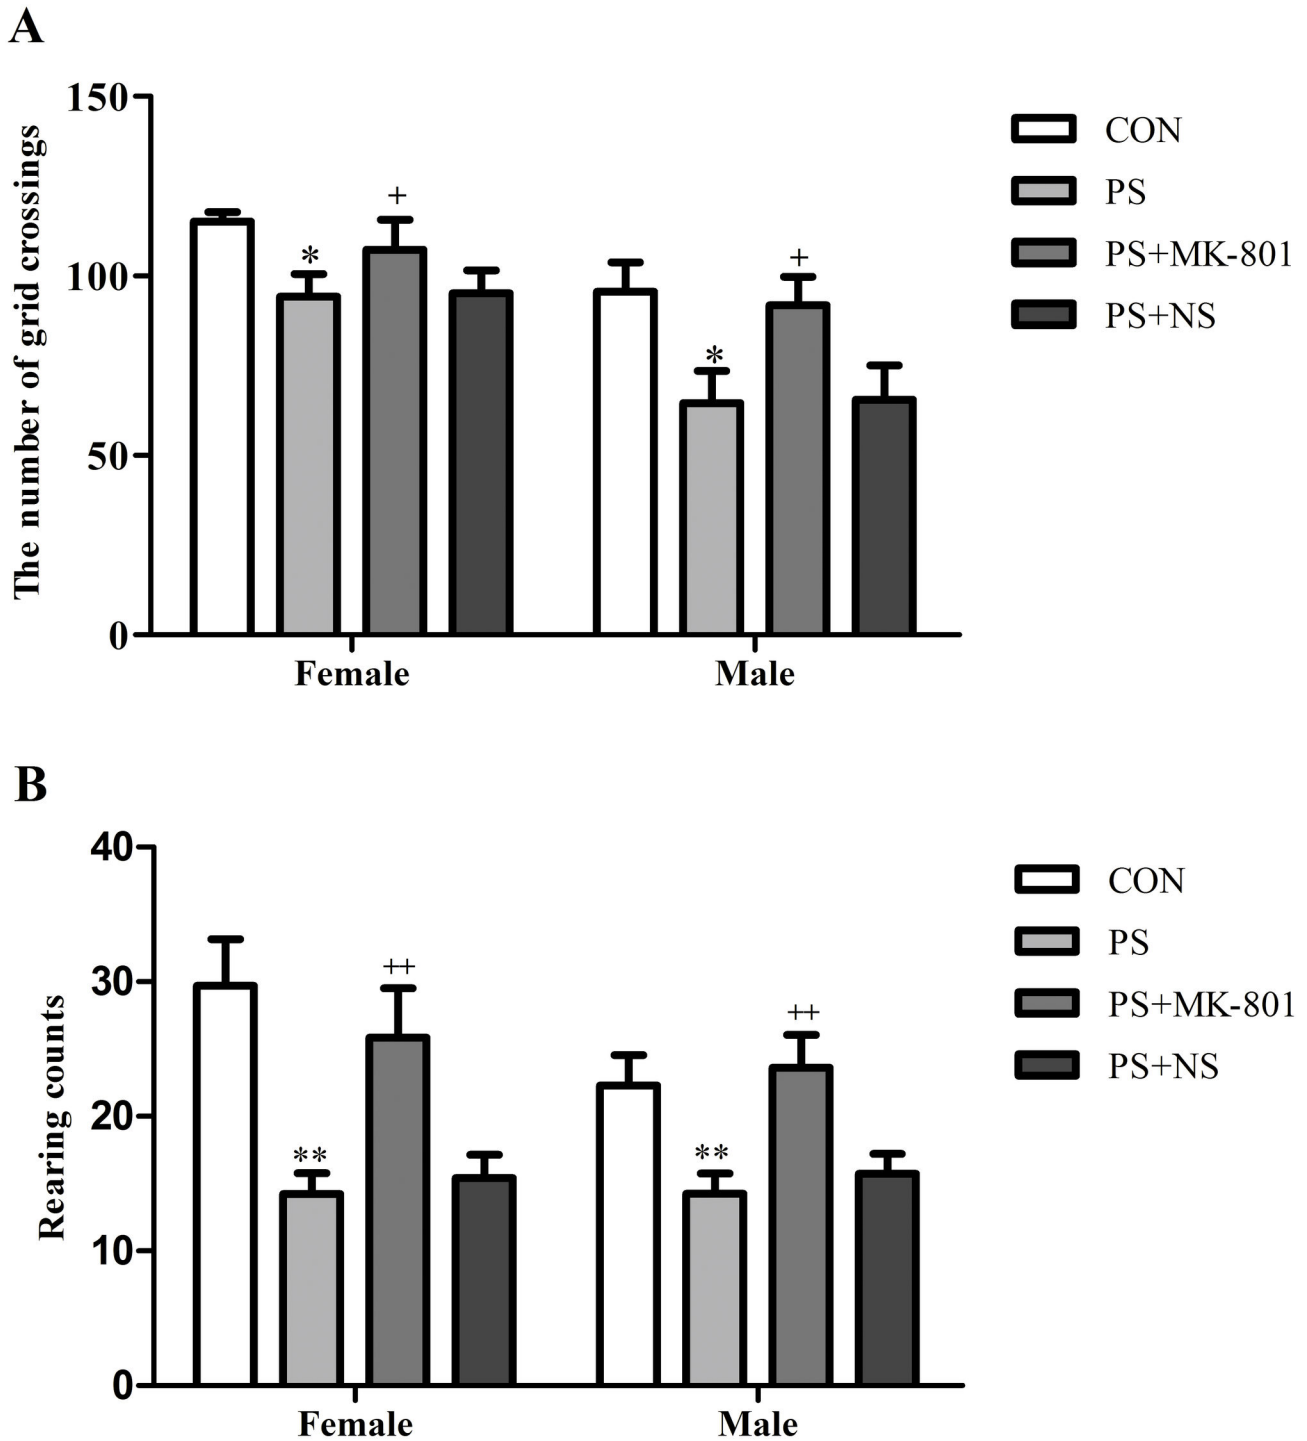 A
The number of grid crossings
150
100
50
0
*
+
*
+
Female
Male
CON
PS
PS+MK-801
PS+NS
B
Rearing counts
40
30
20
10
0
**
++
**
++
Female
Male
CON
PS
PS+MK-801
PS+NS